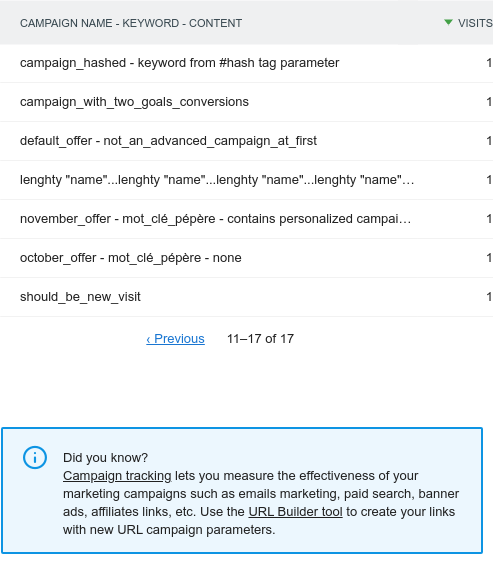 CAMPAIGN NAME - KEYWORD - CONTENT VISITS
campaign_hashed - keyword from #hash tag parameter 1
campaign_with_two_goals_conversions 1
default_offer - not_an_advanced_campaign_at_first 1
lenghty "name"...lenghty "name"...lenghty "name"...lenghty "name"… 1
november_offer - mot_clé_pépère - contains personalized campai… 1
october_offer - mot_clé_pépère - none 1
should_be_new_visit 1
‹ Previous 11–17 of 17
Did you know?
Campaign tracking lets you measure the effectiveness of your
marketing campaigns such as emails marketing, paid search, banner
ads, affiliates links, etc. Use the URL Builder tool to create your links
with new URL campaign parameters.